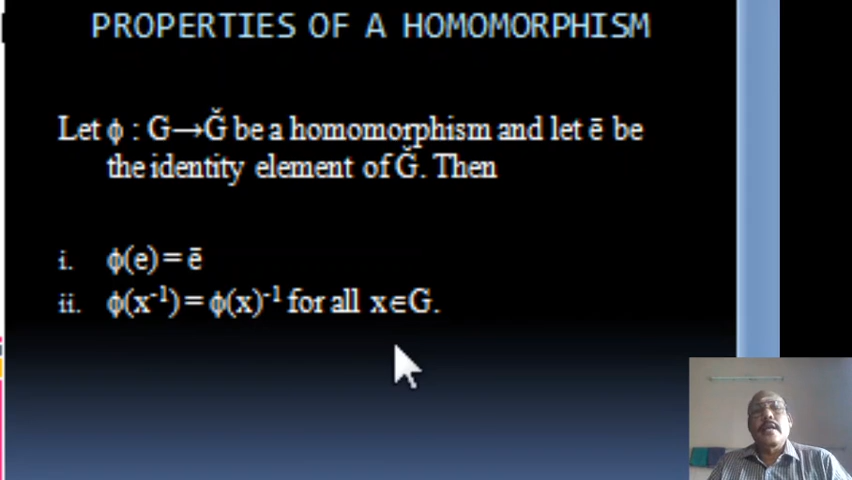 PROPERTIES OF A HOMOMORPHISM
Let ϕ : G→Ğ be a homomorphism and let ē be
the identity element of Ğ. Then
i. ϕ(e) = ē
ii. ϕ(x⁻¹) = ϕ(x)⁻¹ for all x∈G.